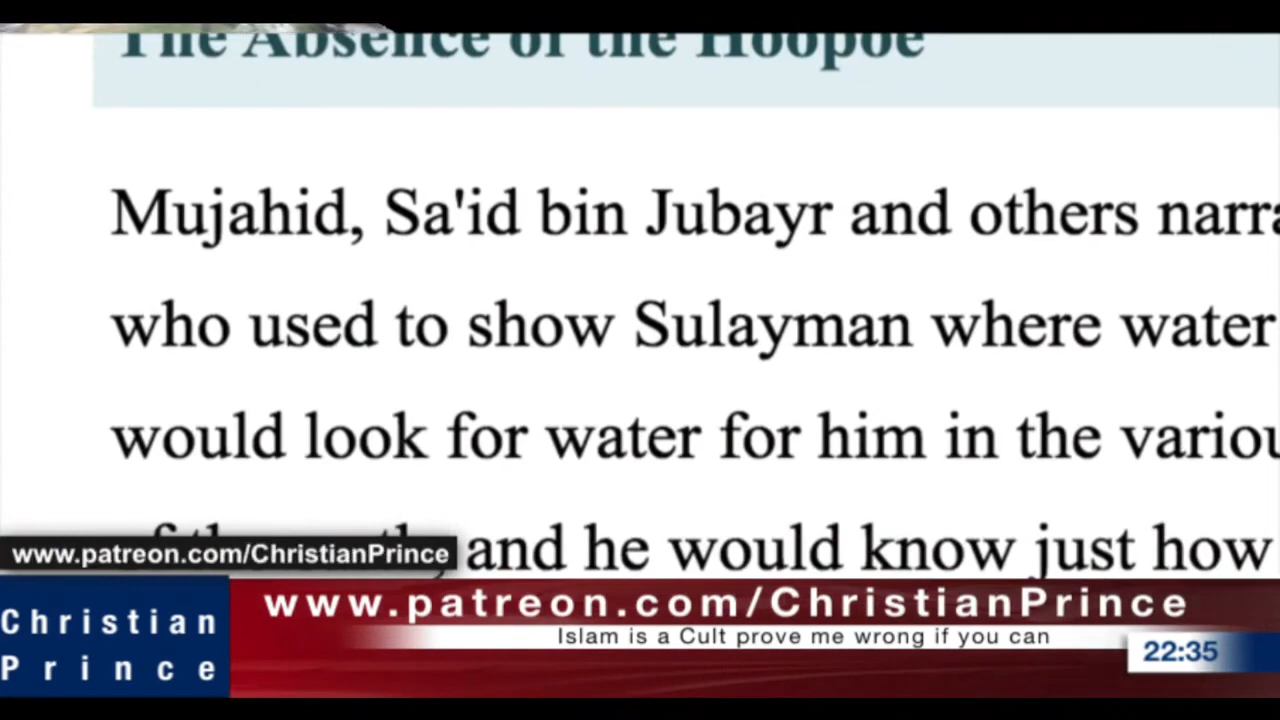 The Absence of the Hoopoe
Mujahid, Sa'id bin Jubayr and others
who used to show Sulayman where water
would look for water for him in the
and he would know just how
www.patreon.com/ChristianPrince
Christian
Prince
www.patreon.com/ChristianPrince
Islam is a Cult prove me wrong if you can
22:35